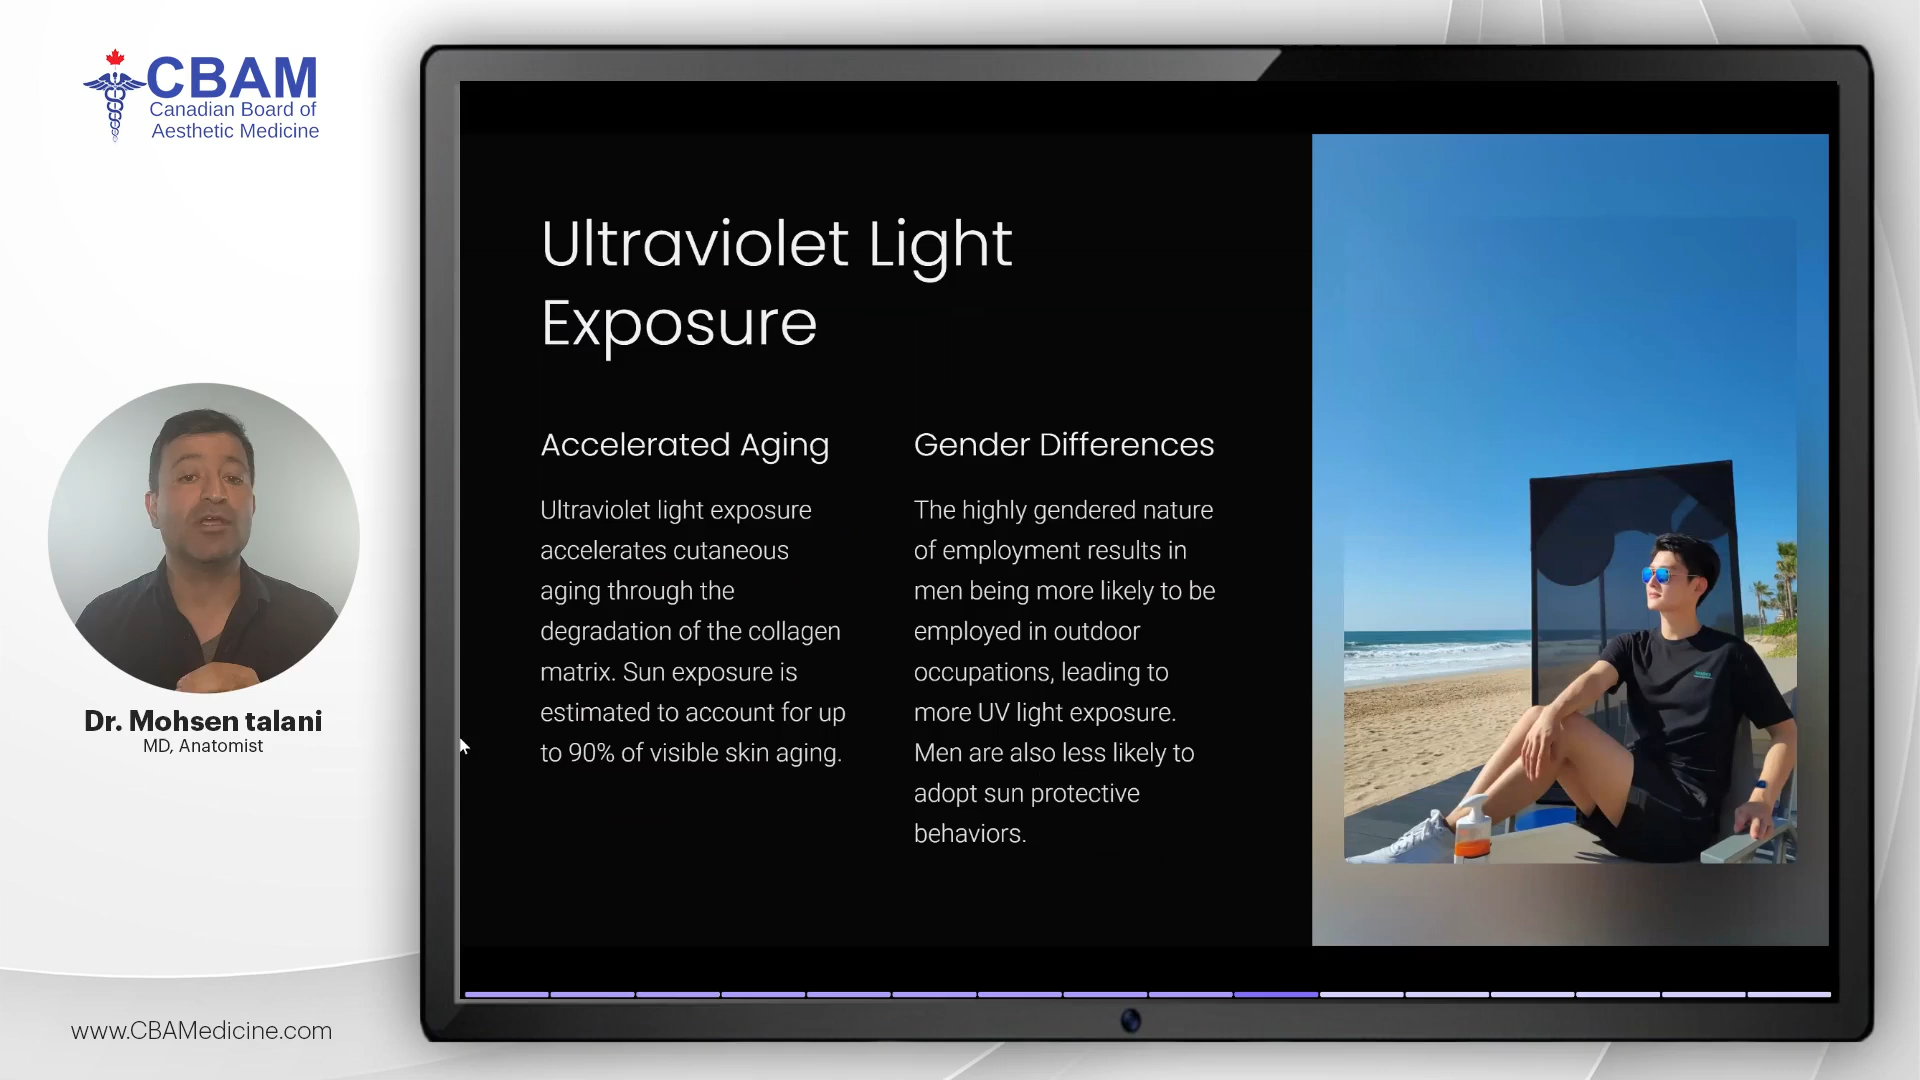 CBAM
Canadian Board of
Aesthetic Medicine
Ultraviolet Light
Exposure
Accelerated Aging
Ultraviolet light exposure
accelerates cutaneous
aging through the
degradation of the collagen
matrix. Sun exposure is
estimated to account for up
to 90% of visible skin aging.
Gender Differences
The highly gendered nature
of employment results in
men being more likely to be
employed in outdoor
occupations, leading to
more UV light exposure.
Men are also less likely to
adopt sun protective
behaviors.
Dr. Mohsen talani
MD, Anatomist
www.CBAMedicine.com